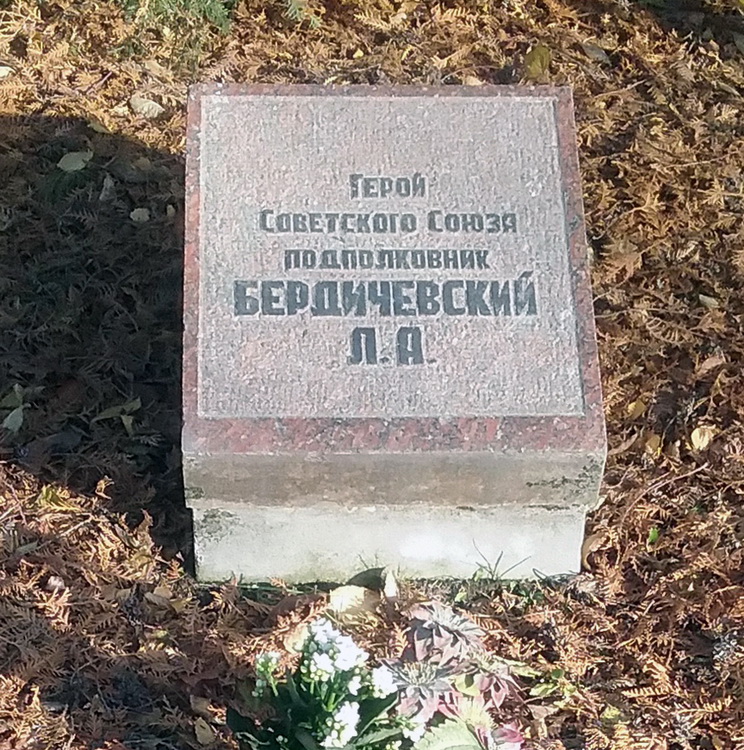 Герой
Советского Союза
подполковник
БЕРДИЧЕВСКИЙ
Л.А.